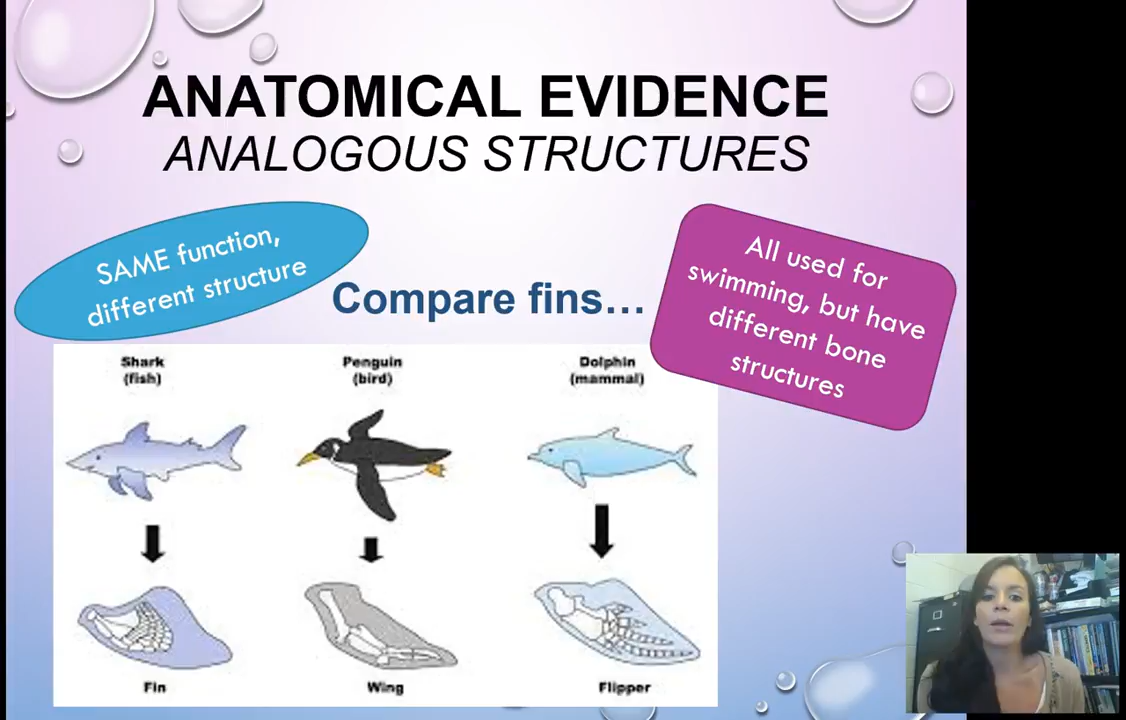 ANATOMICAL EVIDENCE
ANALOGOUS STRUCTURES
SAME function,
different structure
Compare fins...
All used for
swimming, but have
different bone
structures
Shark
(fish)
Penguin
(bird)
Dolphin
(mammal)
Fin
Wing
Flipper